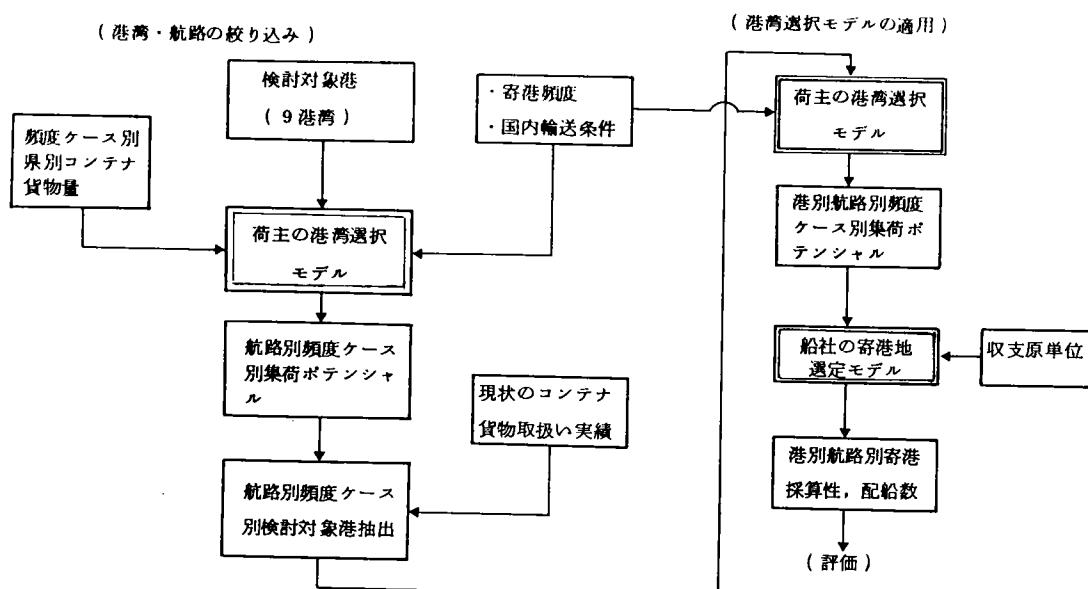 (港湾・航路の絞り込み)
検討対象港
(9港湾)
頻度ケース別
県別コンテナ
貨物量
・寄港頻度
・国内輸送条件
荷主の港湾選択
モデル
航路別頻度ケース
別集荷ポテンシャ
ル
現状のコンテナ
貨物取扱い実績
航路別頻度ケース
別検討対象港抽出
(港湾選択モデルの適用)
荷主の港湾選択
モデル
港別航路別頻度
ケース別集荷ポ
テンシャル
船社の寄港地
選定モデル
収支原単位
港別航路別寄港
採算性,配船数
(評価)